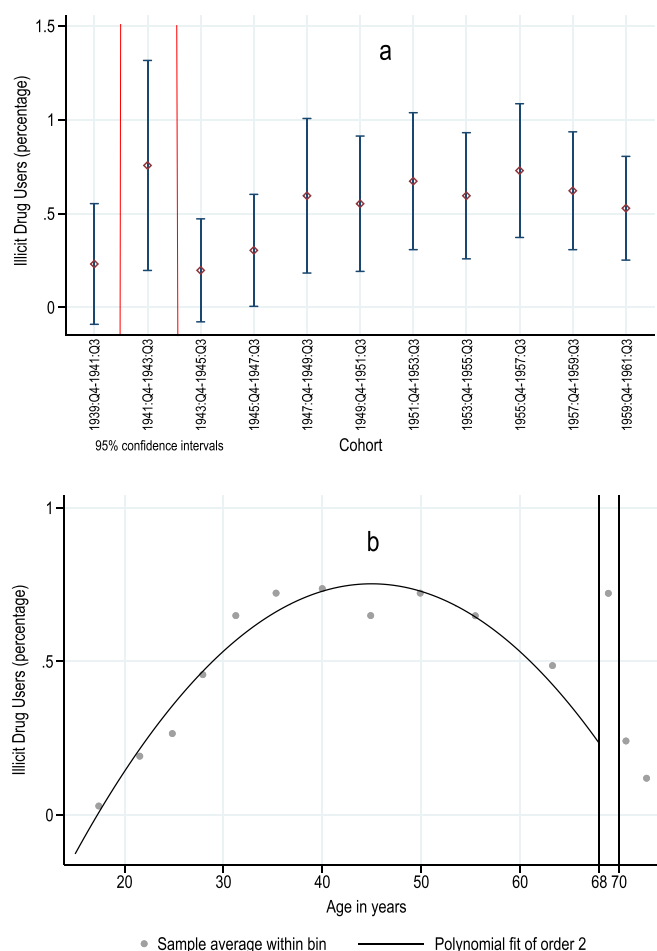 a
Illicit Drug Users (percentage)
1.5
1
.5
0
1939:Q4-1941:Q3
1941:Q4-1943:Q3
1943:Q4-1945:Q3
1945:Q4-1947:Q3
1947:Q4-1949:Q3
1949:Q4-1951:Q3
1951:Q4-1953:Q3
1953:Q4-1955:Q3
1955:Q4-1957:Q3
1957:Q4-1959:Q3
1959:Q4-1961:Q3
95% confidence intervals
Cohort
b
Illicit Drug Users (percentage)
1
.5
0
20 30 40 50 60 68 70
Age in years
Sample average within bin Polynomial fit of order 2